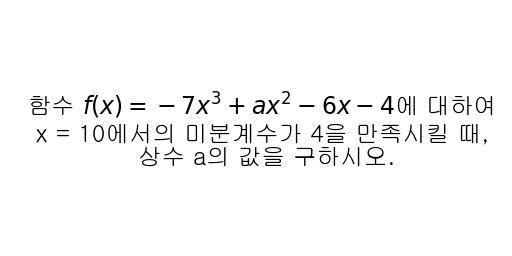 함수 f(x) = − 7x³ + ax² − 6x − 4에 대하여
x = 10에서의 미분계수가 4을 만족시킬 때,
상수 a의 값을 구하시오.